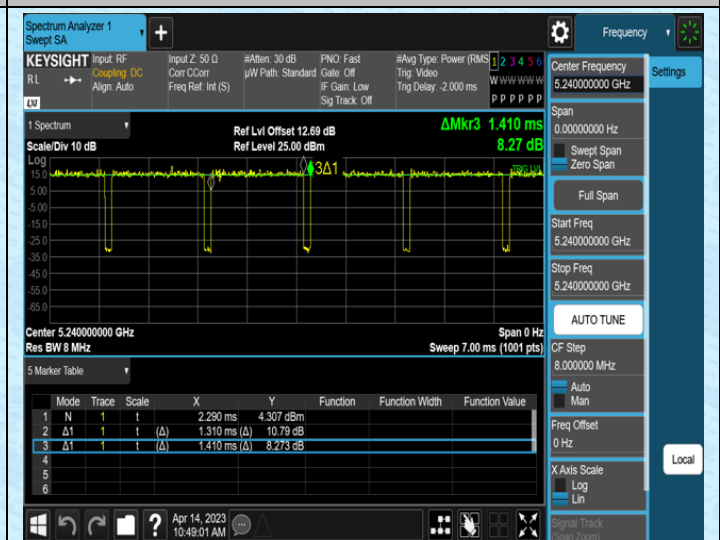 Spectrum Analyzer 1
Swept SA
+
Frequency
KEYSIGHT
RL
LXI
Input: RF
Coupling: DC
Align: Auto
Input Z: 50 Ω
Corr CCorr
Freq Ref: Int (S)
#Atten: 30 dB
µW Path: Standard
PNO: Fast
Gate: Off
IF Gain: Low
Sig Track: Off
#Avg Type: Power (RMS
Trig: Video
Trig Delay: -2.000 ms
1 2 3 4 5 6
W W W W W W
P P P P P P
Center Frequency
5.240000000 GHz
Settings
Span
0.00000000 Hz
Swept Span
Zero Span
Full Span
Start Freq
5.240000000 GHz
Stop Freq
5.240000000 GHz
AUTO TUNE
CF Step
8.000000 MHz
Auto
Man
Freq Offset
0 Hz
X Axis Scale
Log
Lin
Signal Track
(Span Zoom)
Local
1 Spectrum
Scale/Div 10 dB
Ref Lvl Offset 12.69 dB
Ref Level 25.00 dBm
ΔMkr3 1.410 ms
8.27 dB
Log
15.0
5.00
-5.00
-15.0
-25.0
-35.0
-45.0
-55.0
-65.0
3Δ1
TRIG LVL
Center 5.240000000 GHz
Res BW 8 MHz
Span 0 Hz
Sweep 7.00 ms (1001 pts)
5 Marker Table
Mode Trace Scale X Y Function Function Width Function Value
1 N 1 t 2.290 ms 4.307 dBm
2 Δ1 1 t (Δ) 1.310 ms (Δ) 10.79 dB
3 Δ1 1 t (Δ) 1.410 ms (Δ) 8.273 dB
4
5
6
?
Apr 14, 2023
10:49:01 AM